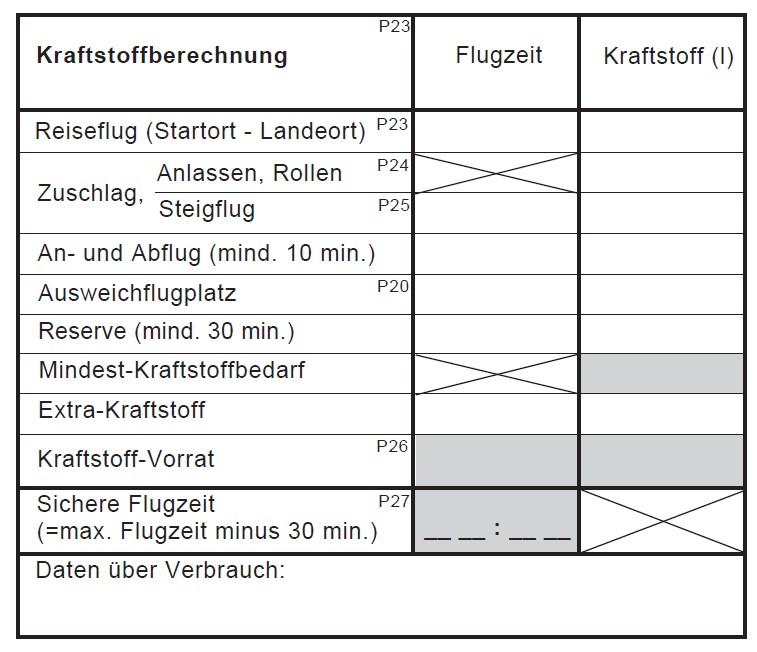 Kraftstoffberechnung P23 Flugzeit Kraftstoff (l)
Reiseflug (Startort - Landeort) P23
Zuschlag, Anlassen, Rollen P24
Steigflug P25
An- und Abflug (mind. 10 min.)
Ausweichflugplatz P20
Reserve (mind. 30 min.)
Mindest-Kraftstoffbedarf
Extra-Kraftstoff
Kraftstoff-Vorrat P26
Sichere Flugzeit P27
(=max. Flugzeit minus 30 min.) __ __ : __ __
Daten über Verbrauch: